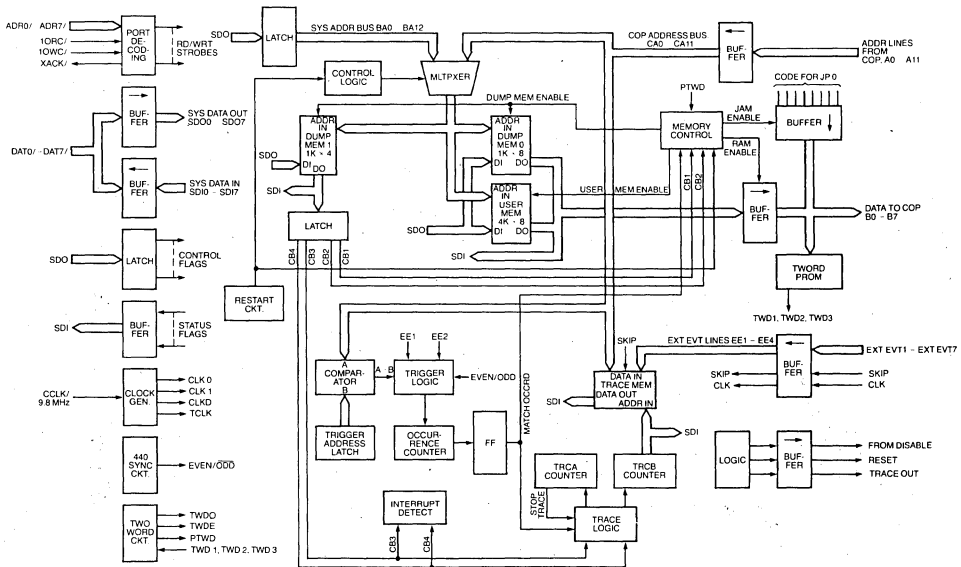 ADR0/ ADR7/
1ORC/
1OWC/
XACK/
PORT
DE-
CODING
RD/WRT
STROBES
DAT0/ - DAT7/
BUF-
FER
SYS DATA OUT
SDO0 SDO7
BUF-
FER
SYS DATA IN
SDI0 - SDI7
SDO
LATCH
CONTROL
FLAGS
SDI
BUF-
FER
STATUS
FLAGS
CCLK/
9.8 MHz
CLOCK
GEN.
CLK 0
CLK 1
CLKD
TCLK
440
SYNC
CKT.
EVEN/ODD
TWO
WORD
CKT.
TWDO
TWDE
PTWD
TWD 1, TWD 2, TWD 3
SDO
LATCH
SYS ADDR BUS BA0 BA12
CONTROL
LOGIC
MLTPXER
DUMP MEM ENABLE
ADDR
IN
DUMP
MEM 1
1K × 4
DI
DO
SDO
SDI
LATCH
CB4
CB3
CB2
CB1
RESTART
CKT.
ADDR
IN
DUMP
MEM 0
1K × 8
DI DO
ADDR
IN
USER
MEM
4K × 8
DI DO
SDO
SDI
USER MEM ENABLE
COP ADDRESS BUS
CA0 CA11
BUF-
FER
ADDR LINES
FROM
COP, A0 A11
CODE FOR JP 0
PTWD
MEMORY
CONTROL
JAM
ENABLE
RAM
ENABLE
BUFFER
CB1
CB2
BUF-
FER
DATA TO COP
B0 - B7
TWORD
PROM
TWD1, TWD2, TWD3
EE1 EE2
A
COMPAR-
ATOR
B
A · B
TRIGGER
LOGIC
EVEN/ODD
TRIGGER
ADDRESS
LATCH
OCCUR-
RENCE
COUNTER
FF
MATCH OCCRD
SKIP
DATA IN
TRACE MEM
DATA OUT
ADDR IN
SDI
SDI
EXT EVT LINES EE1 - EE4
SKIP
CLK
BUF-
FER
EXT EVT1 - EXT EVT7
SKIP
CLK
TRCA
COUNTER
TRCB
COUNTER
STOP
TRACE
TRACE
LOGIC
INTERRUPT
DETECT
CB3
CB4
LOGIC
BUF-
FER
FROM DISABLE
RESET
TRACE OUT